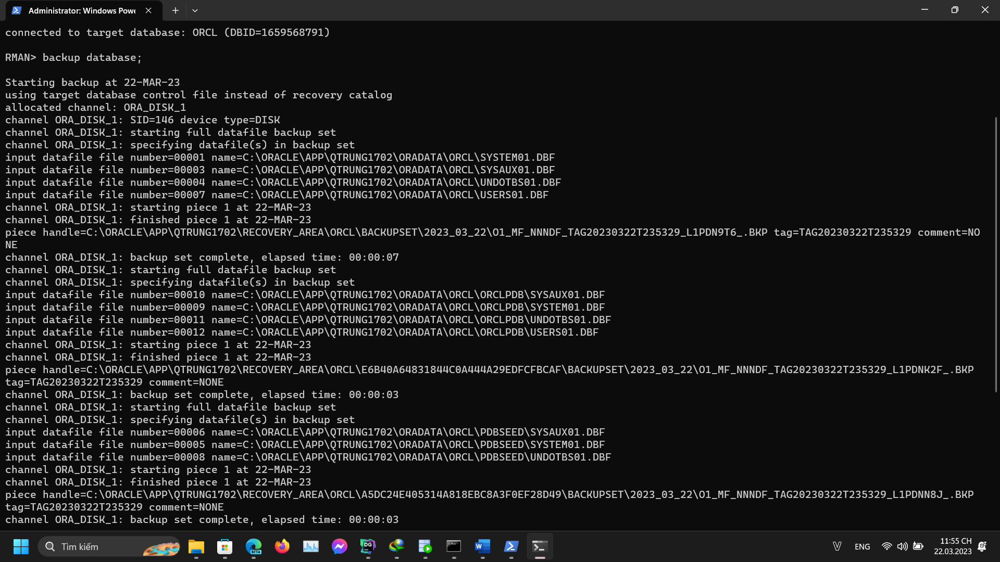 Administrator: Windows Powe
connected to target database: ORCL (DBID=1659568791)
RMAN> backup database;
Starting backup at 22-MAR-23
using target database control file instead of recovery catalog
allocated channel: ORA_DISK_1
channel ORA_DISK_1: SID=146 device type=DISK
channel ORA_DISK_1: starting full datafile backup set
channel ORA_DISK_1: specifying datafile(s) in backup set
input datafile file number=00001 name=C:\ORACLE\APP\QTRUNG1702\ORADATA\ORCL\SYSTEM01.DBF
input datafile file number=00003 name=C:\ORACLE\APP\QTRUNG1702\ORADATA\ORCL\SYSAUX01.DBF
input datafile file number=00004 name=C:\ORACLE\APP\QTRUNG1702\ORADATA\ORCL\UNDOTBS01.DBF
input datafile file number=00007 name=C:\ORACLE\APP\QTRUNG1702\ORADATA\ORCL\USERS01.DBF
channel ORA_DISK_1: starting piece 1 at 22-MAR-23
channel ORA_DISK_1: finished piece 1 at 22-MAR-23
piece handle=C:\ORACLE\APP\QTRUNG1702\RECOVERY_AREA\ORCL\BACKUPSET\2023_03_22\O1_MF_NNNDF_TAG20230322T235329_L1PDN9T6_.BKP tag=TAG20230322T235329 comment=NO
NE
channel ORA_DISK_1: backup set complete, elapsed time: 00:00:07
channel ORA_DISK_1: starting full datafile backup set
channel ORA_DISK_1: specifying datafile(s) in backup set
input datafile file number=00010 name=C:\ORACLE\APP\QTRUNG1702\ORADATA\ORCL\ORCLPDB\SYSAUX01.DBF
input datafile file number=00009 name=C:\ORACLE\APP\QTRUNG1702\ORADATA\ORCL\ORCLPDB\SYSTEM01.DBF
input datafile file number=00011 name=C:\ORACLE\APP\QTRUNG1702\ORADATA\ORCL\ORCLPDB\UNDOTBS01.DBF
input datafile file number=00012 name=C:\ORACLE\APP\QTRUNG1702\ORADATA\ORCL\ORCLPDB\USERS01.DBF
channel ORA_DISK_1: starting piece 1 at 22-MAR-23
channel ORA_DISK_1: finished piece 1 at 22-MAR-23
piece handle=C:\ORACLE\APP\QTRUNG1702\RECOVERY_AREA\ORCL\E6B40A64831844C0A444A29EDFCFBCAF\BACKUPSET\2023_03_22\O1_MF_NNNDF_TAG20230322T235329_L1PDNK2F_.BKP
tag=TAG20230322T235329 comment=NONE
channel ORA_DISK_1: backup set complete, elapsed time: 00:00:03
channel ORA_DISK_1: starting full datafile backup set
channel ORA_DISK_1: specifying datafile(s) in backup set
input datafile file number=00006 name=C:\ORACLE\APP\QTRUNG1702\ORADATA\ORCL\PDBSEED\SYSAUX01.DBF
input datafile file number=00005 name=C:\ORACLE\APP\QTRUNG1702\ORADATA\ORCL\PDBSEED\SYSTEM01.DBF
input datafile file number=00008 name=C:\ORACLE\APP\QTRUNG1702\ORADATA\ORCL\PDBSEED\UNDOTBS01.DBF
channel ORA_DISK_1: starting piece 1 at 22-MAR-23
channel ORA_DISK_1: finished piece 1 at 22-MAR-23
piece handle=C:\ORACLE\APP\QTRUNG1702\RECOVERY_AREA\ORCL\A5DC24E405314A818EBC8A3F0EF28D49\BACKUPSET\2023_03_22\O1_MF_NNNDF_TAG20230322T235329_L1PDNN8J_.BKP
tag=TAG20230322T235329 comment=NONE
channel ORA_DISK_1: backup set complete, elapsed time: 00:00:03
Tìm kiếm
BETA
DG
W
V
ENG
11:55 CH
22.03.2023